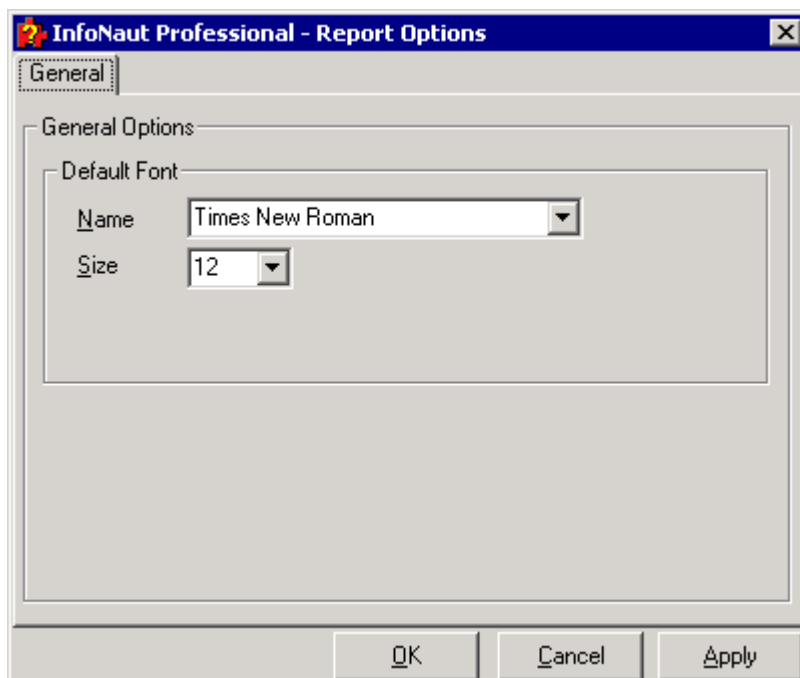 InfoNaut Professional - Report Options
General
General Options
Default Font
Name Times New Roman
Size 12
OK Cancel Apply